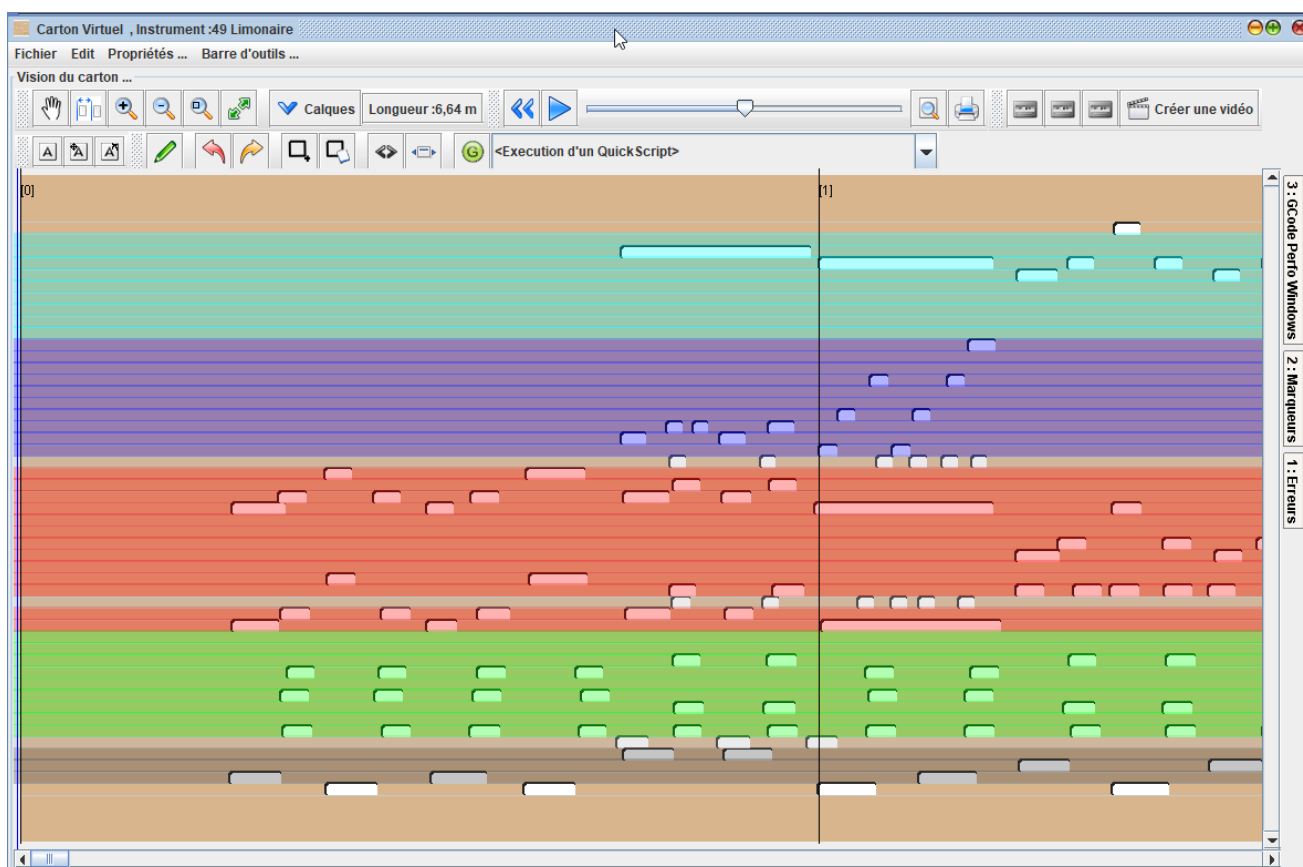 Carton Virtuel , Instrument :49 Limonaire
Fichier Edit Propriétés ... Barre d'outils ...
Vision du carton ...
Calques Longueur :6,64 m Créer une vidéo
A A A G <Execution d'un QuickScript>
[0] [1]
3 : GCode Perfo Windows
2 : Marqueurs
1 : Erreurs